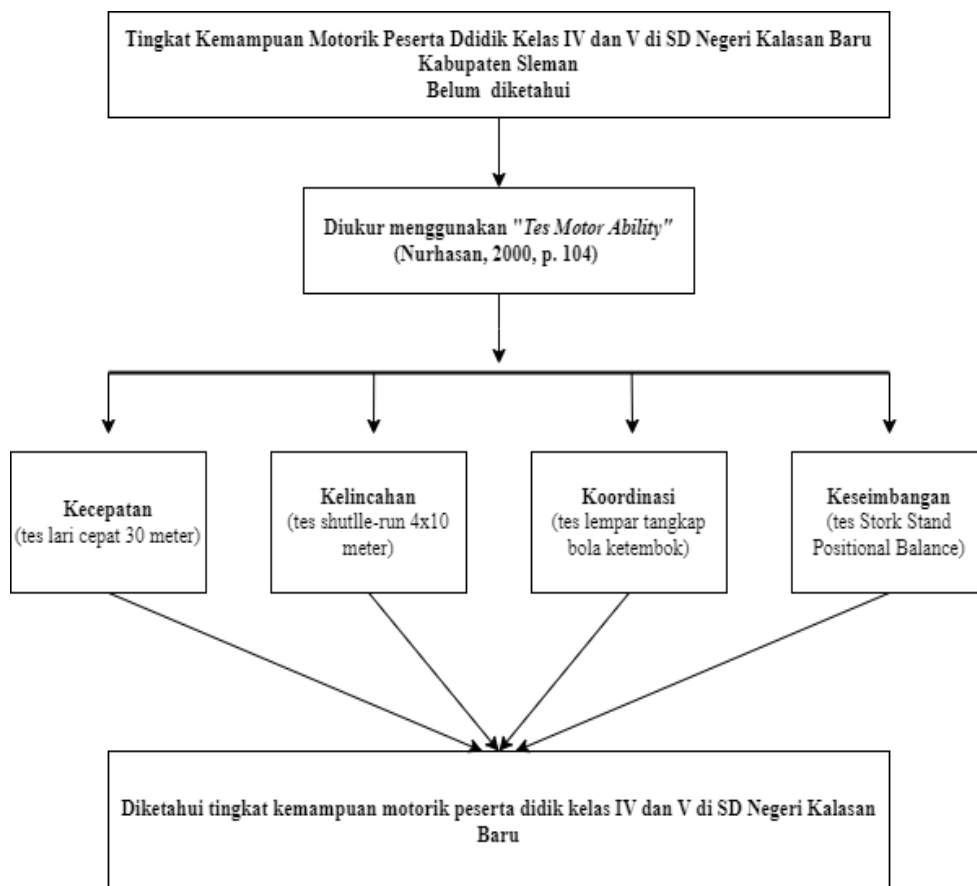 Tingkat Kemampuan Motorik Peserta Ddidik Kelas IV dan V di SD Negeri Kalasan Baru
Kabupaten Sleman
Belum diketahui
Diukur menggunakan "Tes Motor Ability"
(Nurhasan, 2000, p. 104)
Kecepatan
(tes lari cepat 30 meter)
Kelincahan
(tes shutlle-run 4x10
meter)
Koordinasi
(tes lempar tangkap
bola ketembok)
Keseimbangan
(tes Stork Stand
Positional Balance)
Diketahui tingkat kemampuan motorik peserta didik kelas IV dan V di SD Negeri Kalasan
Baru